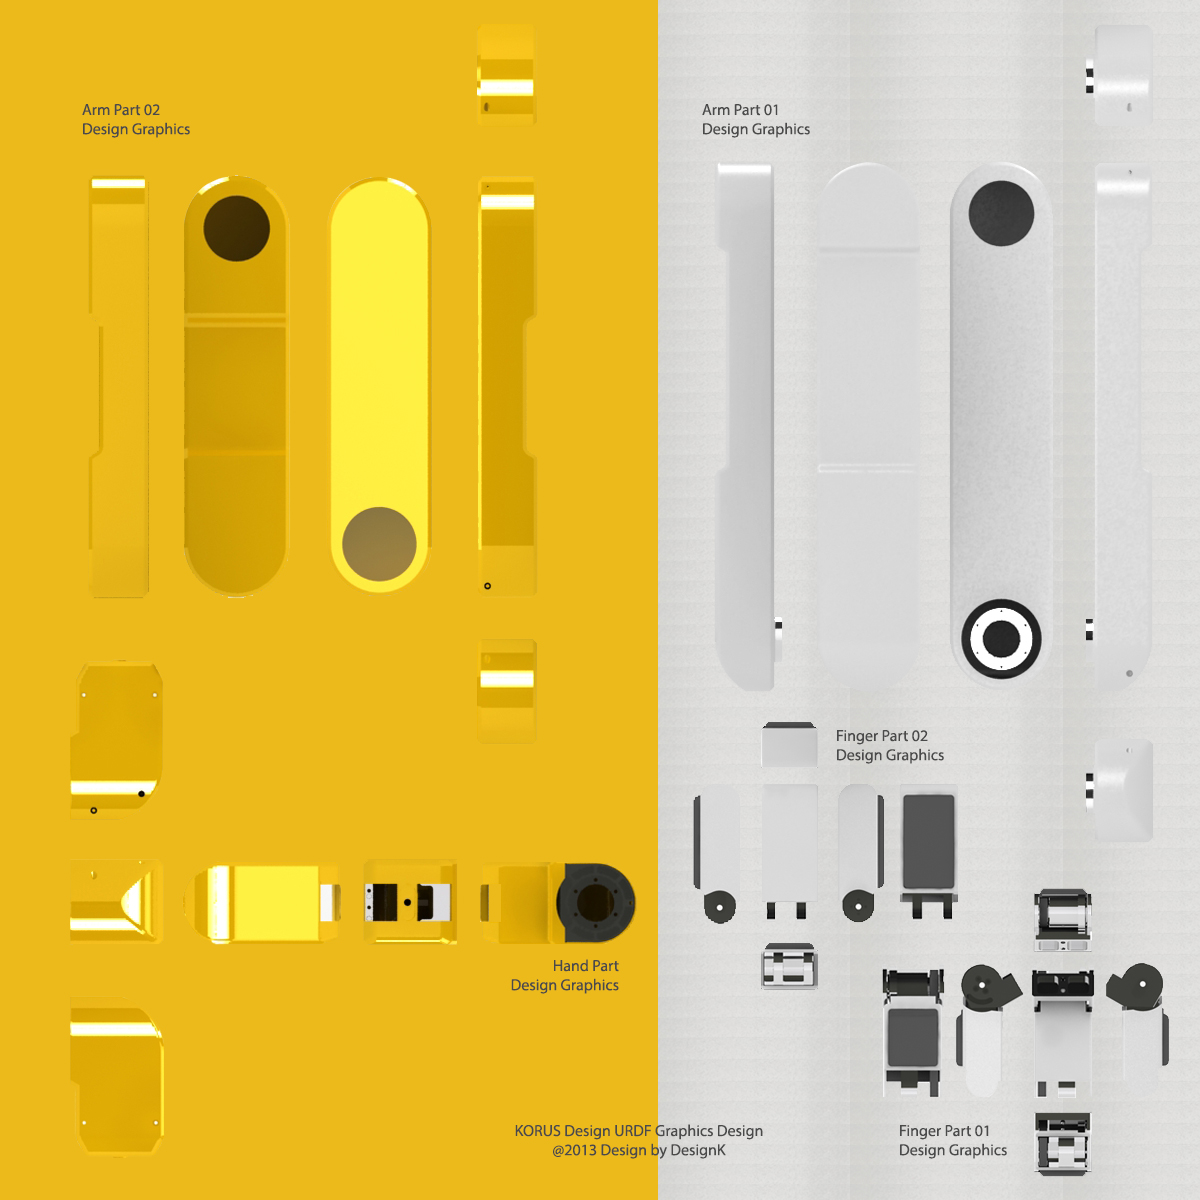 Arm Part 02
Design Graphics
Arm Part 01
Design Graphics
Finger Part 02
Design Graphics
Hand Part
Design Graphics
KORUS Design URDF Graphics Design
@2013 Design by DesignK
Finger Part 01
Design Graphics